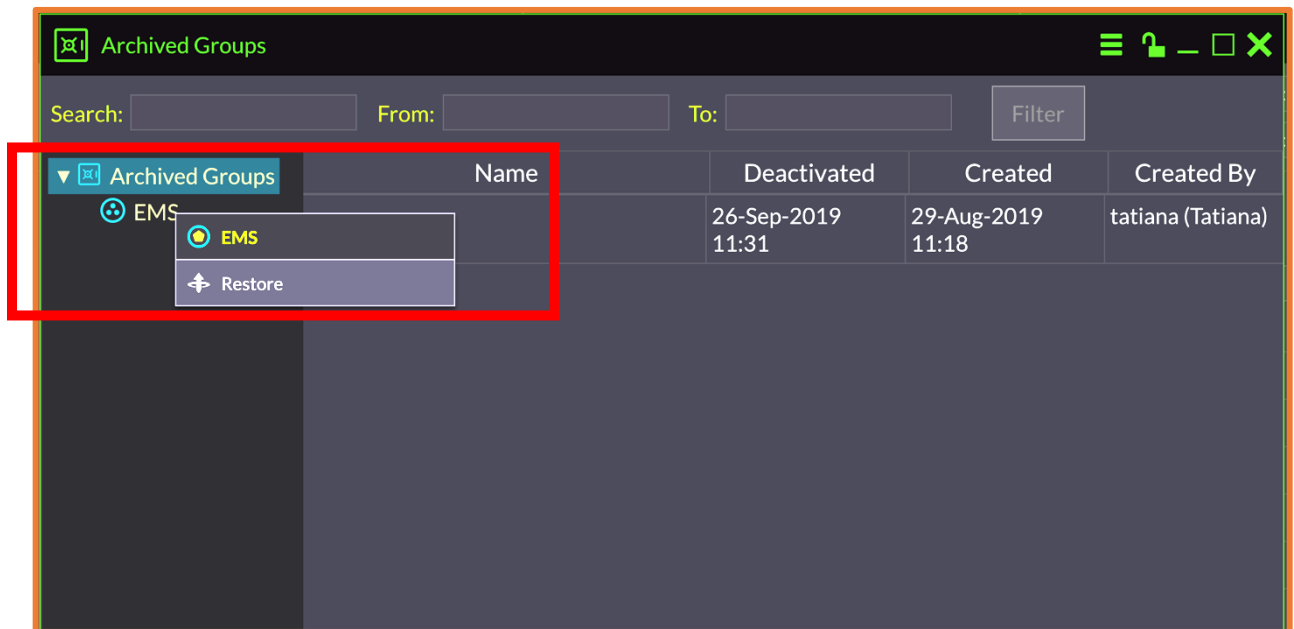 Archived Groups
Search: From: To: Filter
Archived Groups
Name Deactivated Created Created By
EMS
26-Sep-2019 29-Aug-2019 tatiana (Tatiana)
11:31 11:18
EMS
Restore